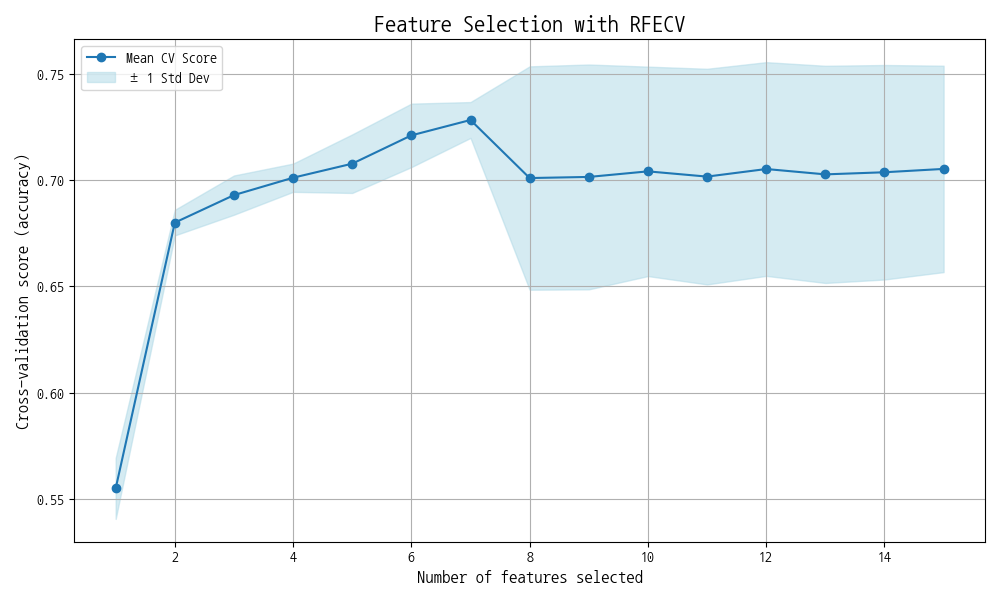 Feature Selection with RFECV
Mean CV Score
± 1 Std Dev
Cross-validation score (accuracy)
0.75
0.70
0.65
0.60
0.55
2 4 6 8 10 12 14
Number of features selected